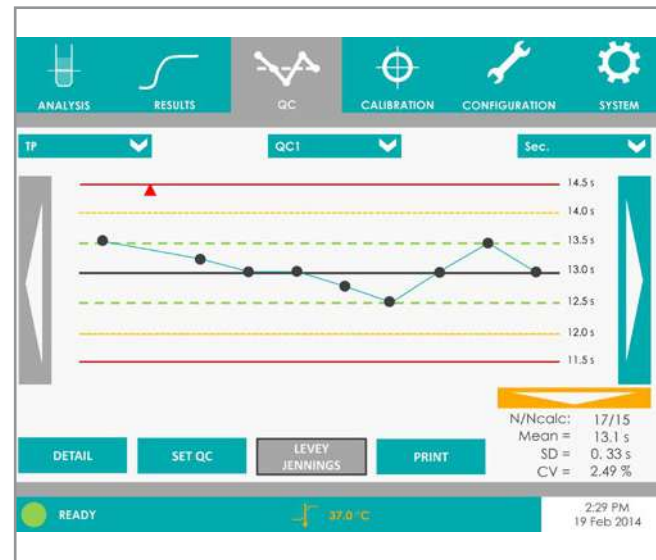 ANALYSIS RESULTS QC CALIBRATION CONFIGURATION SYSTEM
TP QC1 Sec.
14.5 s
14.0 s
13.5 s
13.0 s
12.5 s
12.0 s
11.5 s
N/Ncalc: 17/15
Mean = 13.1 s
SD = 0. 33 s
CV = 2.49 %
DETAIL SET QC LEVEY JENNINGS PRINT
READY 37.0 °C 2:29 PM
19 Feb 2014